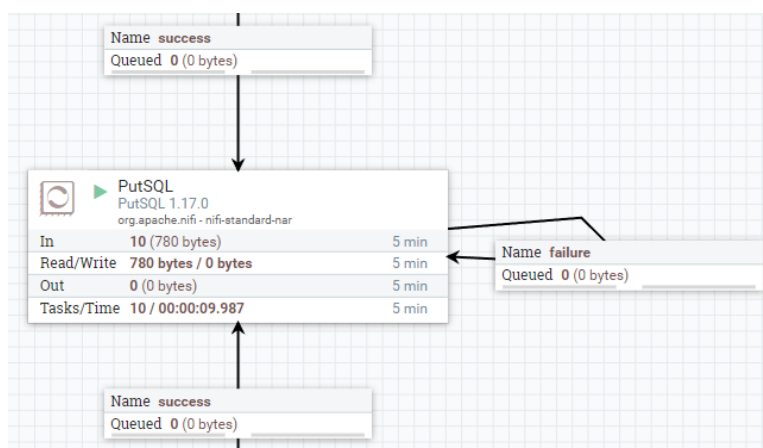 Name success
Queued 0 (0 bytes)
PutSQL
PutSQL 1.17.0
org.apache.nifi - nifi-standard-nar
In 10 (780 bytes) 5 min
Read/Write 780 bytes / 0 bytes 5 min
Out 0 (0 bytes) 5 min
Tasks/Time 10 / 00:00:09.987 5 min
Name failure
Queued 0 (0 bytes)
Name success
Queued 0 (0 bytes)